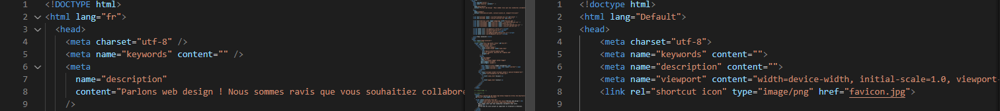 1 <!DOCTYPE html>
2 <html lang="fr">
3 <head>
4 <meta charset="utf-8" />
5 <meta name="keywords" content="" />
6 <meta
7 name="description"
8 content="Parlons web design ! Nous sommes ravis que vous souhaitiez collabore
9 />
1 <!doctype html>
2 <html lang="Default">
3 <head>
4 <meta charset="utf-8">
5 <meta name="keywords" content="">
6 <meta name="description" content="">
7 <meta name="viewport" content="width=device-width, initial-scale=1.0, viewport-
8 <link rel="shortcut icon" type="image/png" href="favicon.jpg">
9